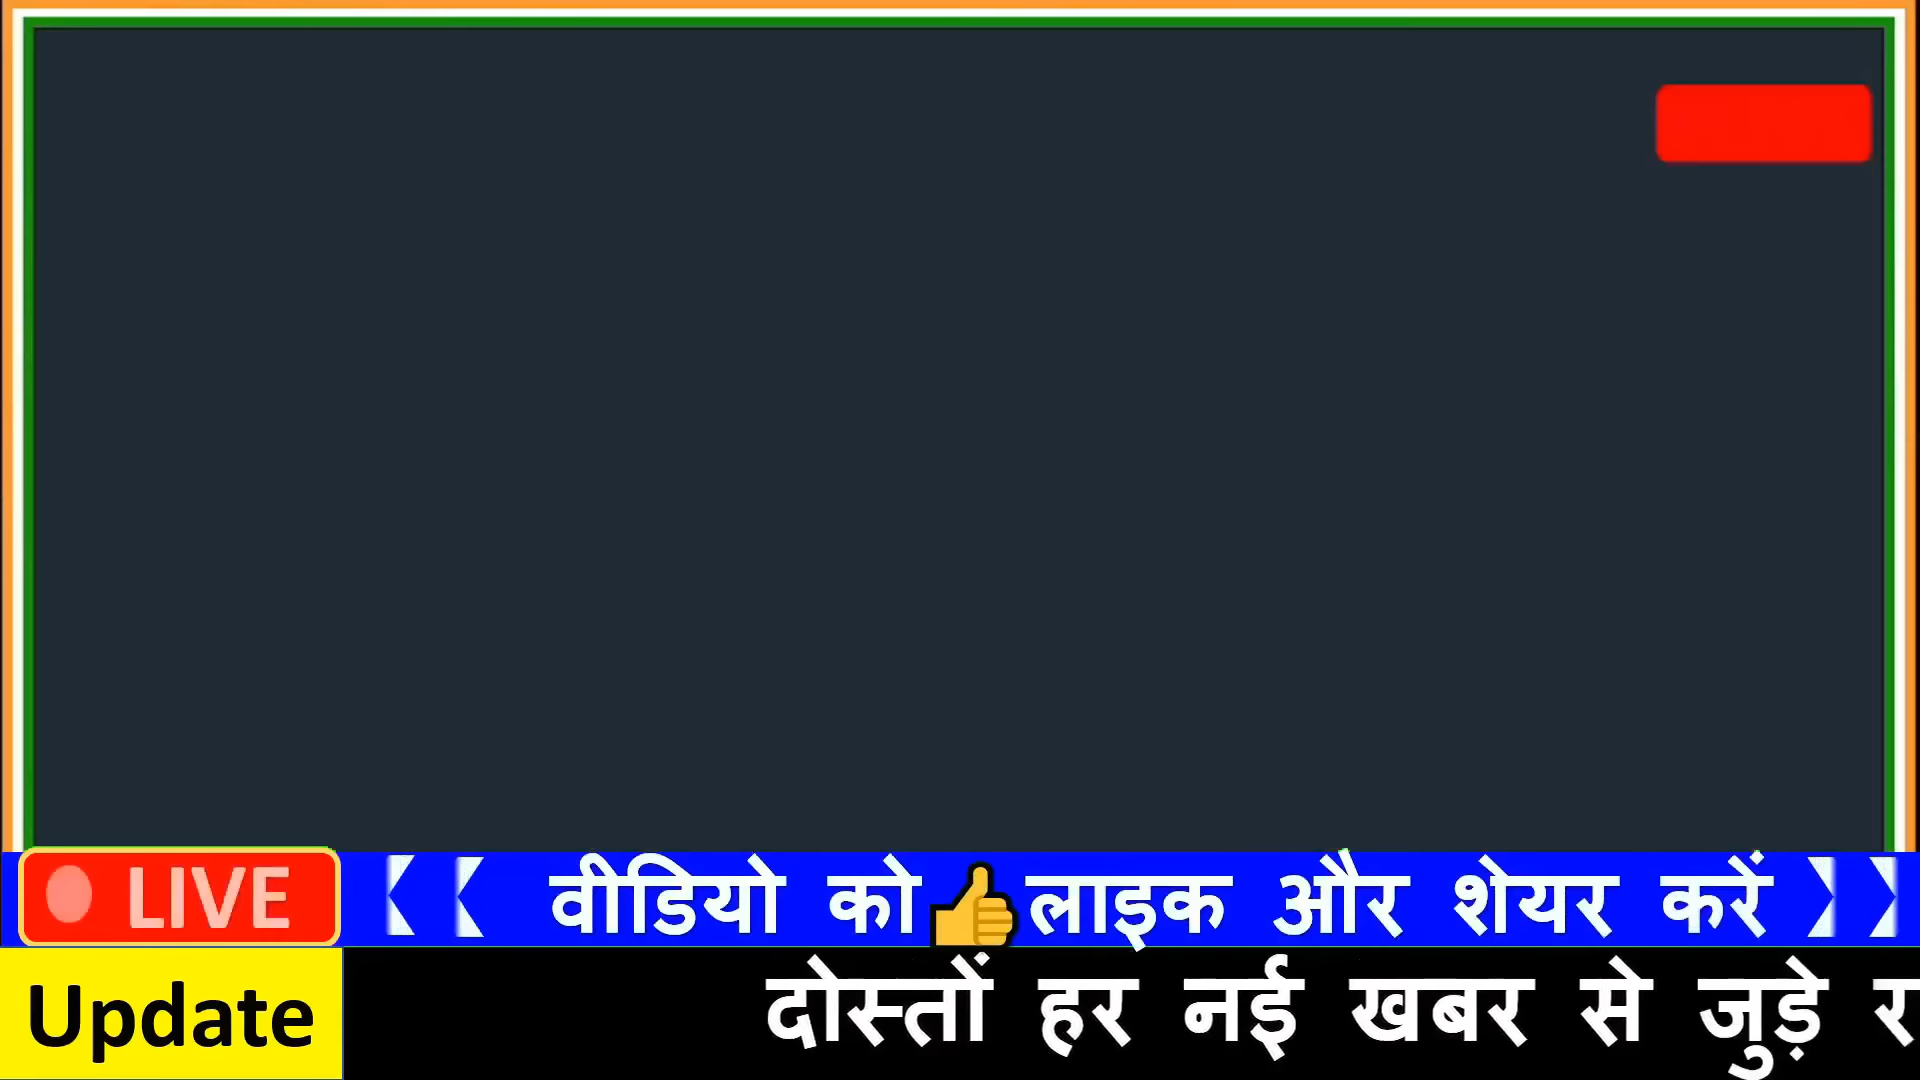 LIVE
वीडियो को 👍 लाइक और शेयर करें
Update
दोस्तों हर नई खबर से जुड़े